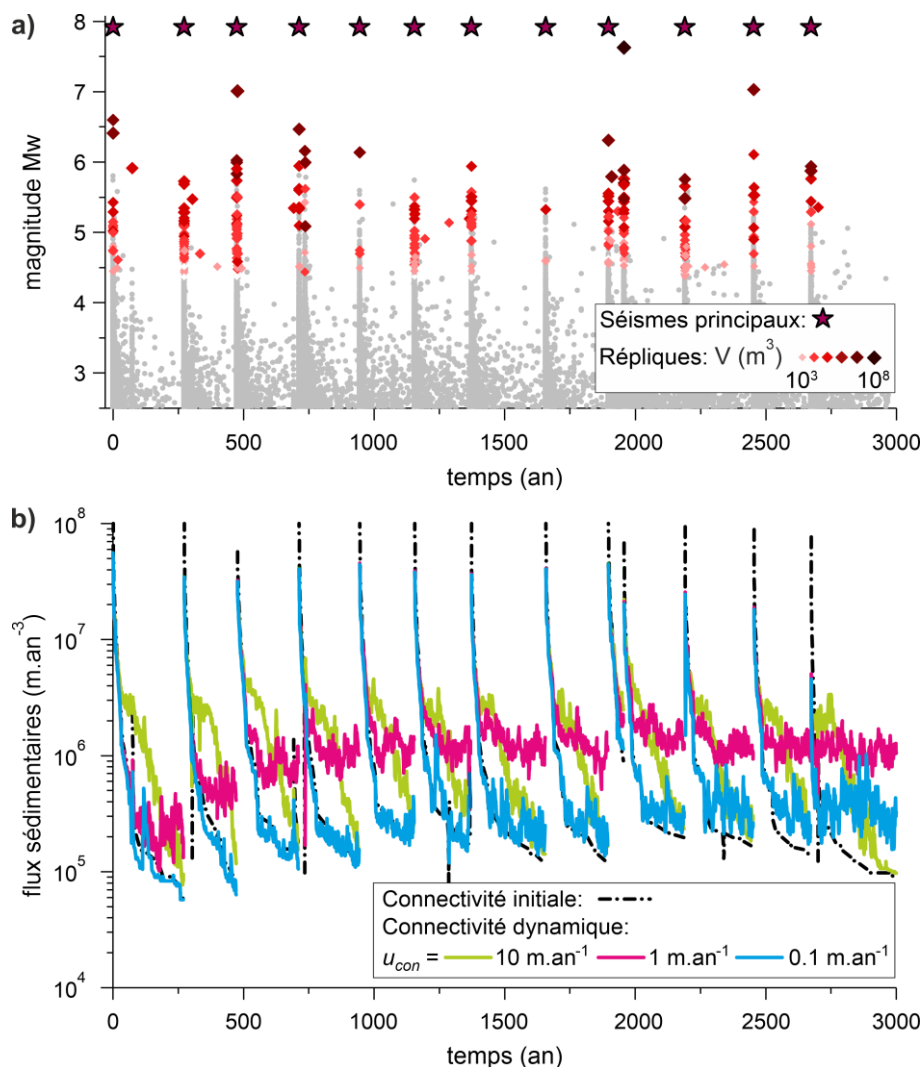 a)
8
7
6
5
4
3
magnitude Mw
Séismes principaux:
Répliques: V (m³)
10³ 10⁸
0 500 1000 1500 2000 2500 3000
temps (an)
b)
10⁸
10⁷
10⁶
10⁵
10⁴
flux sédimentaires (m.an⁻³)
Connectivité initiale:
Connectivité dynamique:
u_con = 10 m.an⁻¹ 1 m.an⁻¹ 0.1 m.an⁻¹
0 500 1000 1500 2000 2500 3000
temps (an)